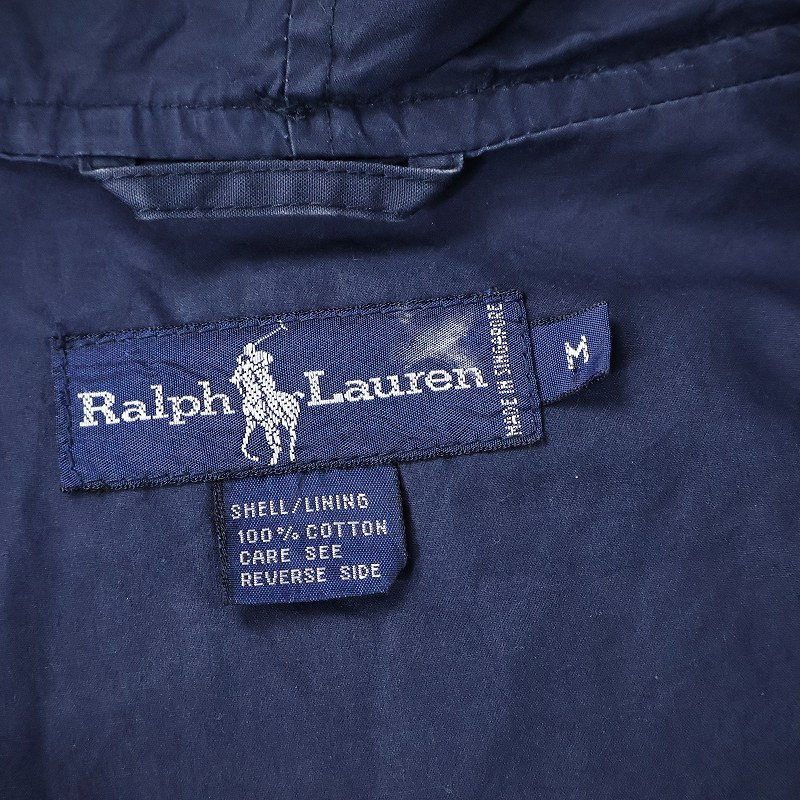 Ralph Lauren
MADE IN SINGAPORE
M
SHELL/LINING
100% COTTON
CARE SEE
REVERSE SIDE